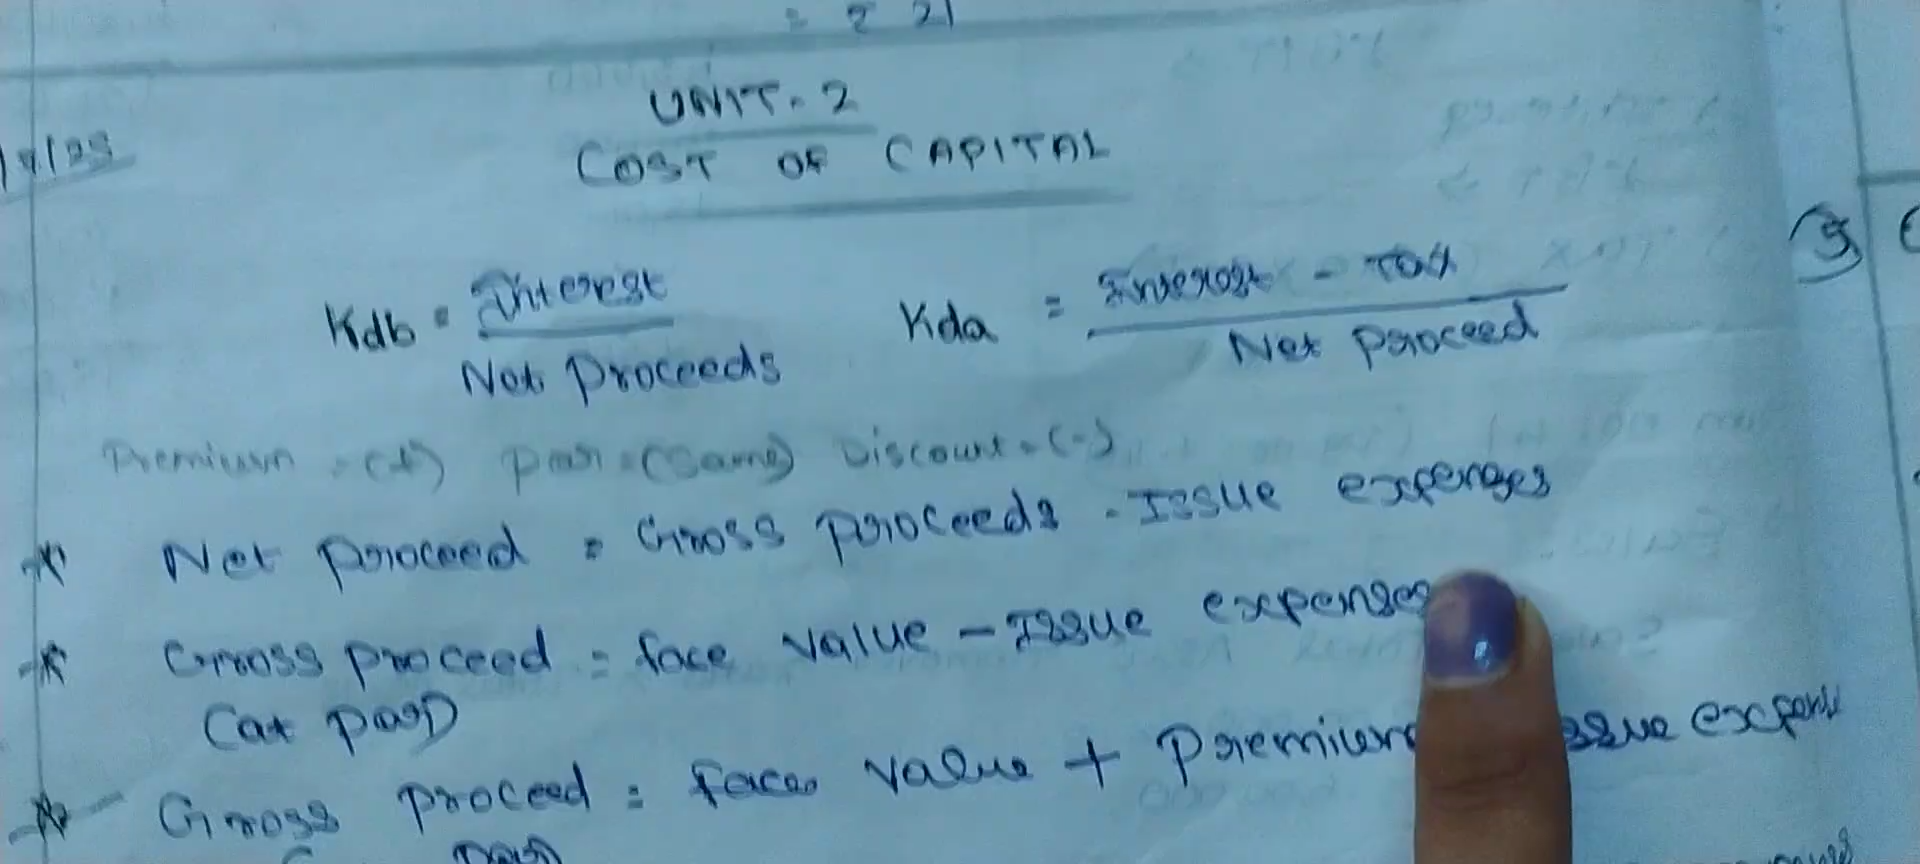 = ₹ 21
UNIT-2
COST OF CAPITAL
Kdb = Interest / Net Proceeds Kda = Interest - Tax / Net proceed
Premium = (+) par = (Same) Discount = (-)
* Net proceed = Gross proceeds - Issue expenses
* Gross proceed = face value - Issue expenses
(at par)
* Gross proceed = face value + Premium